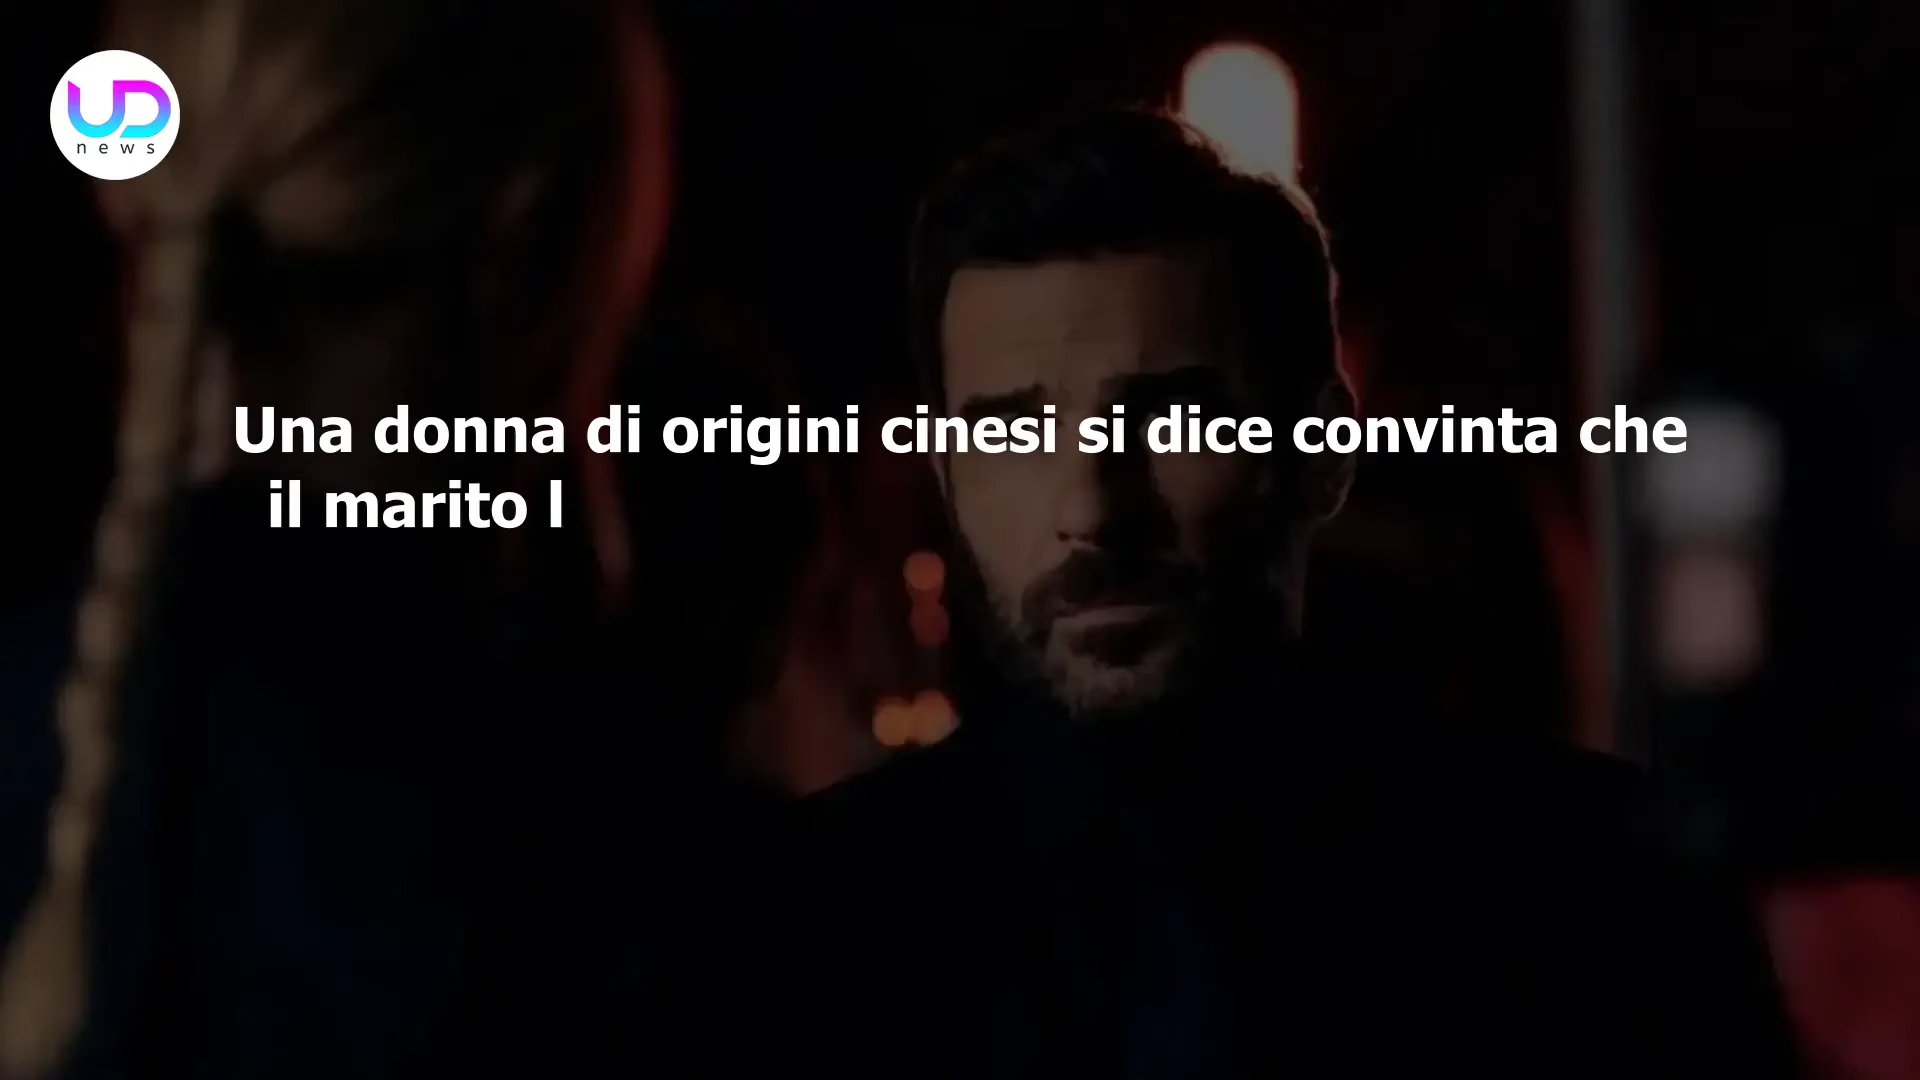 UD
news
Una donna di origini cinesi si dice convinta che
il marito l